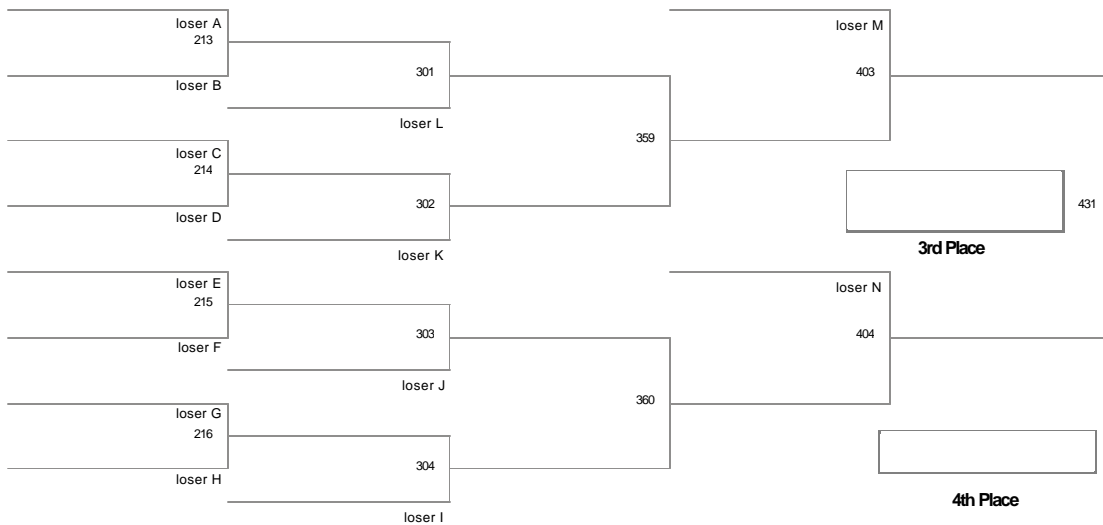 loser A
213
loser B
301
loser L
loser C
214
loser D
302
loser K
359
loser M
403
431
3rd Place
loser E
215
loser F
303
loser J
loser G
216
loser H
304
loser I
360
loser N
404
4th Place